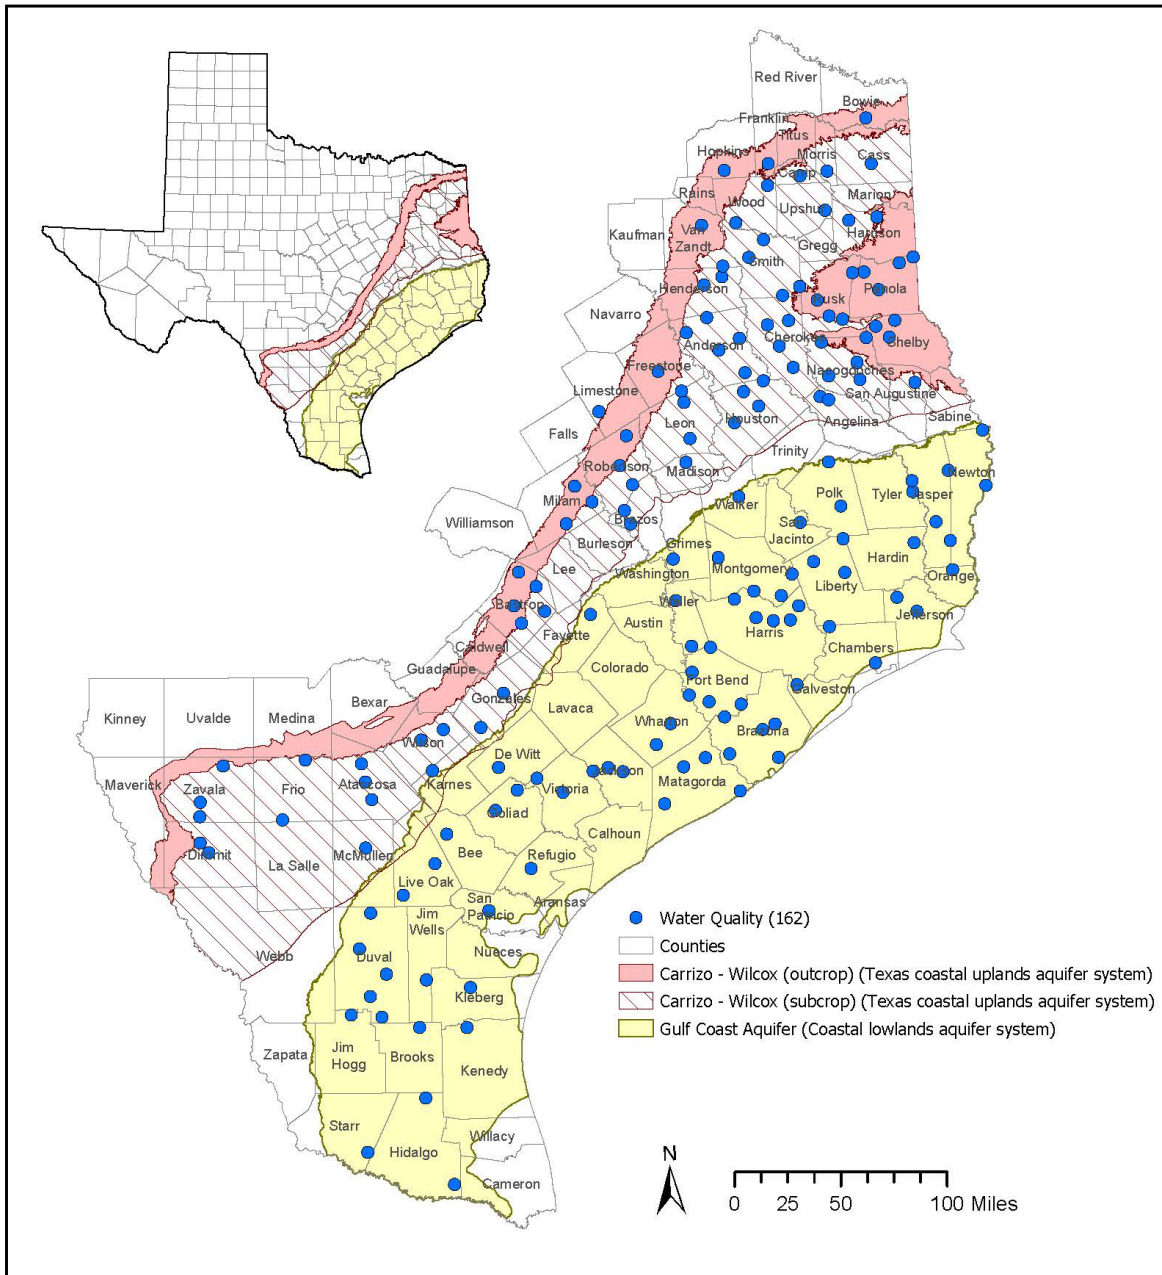 Red River
Bowie
Franklin
Titus
Hopkins
Morris
Cass
Camp
Rains
Marion
Wood
Upshur
Kaufman
Van
Zandt
Harrison
Gregg
Smith
Henderson
Rusk
Panola
Navarro
Anderson
Cherokee
Shelby
Freestone
Nacogdoches
Limestone
San Augustine
Houston
Angelina
Sabine
Falls
Leon
Trinity
Robertson
Madison
Newton
Milam
Polk
Tyler
Jasper
Walker
Williamson
Brazos
San
Jacinto
Burleson
Grimes
Hardin
Lee
Washington
Montgomery
Liberty
Orange
Bastrop
Waller
Jefferson
Austin
Harris
Fayette
Caldwell
Chambers
Guadalupe
Colorado
Fort Bend
Galveston
Bexar
Gonzales
Kinney
Uvalde
Medina
Lavaca
Wharton
Brazoria
Wilson
De Witt
Maverick
Zavala
Frio
Atascosa
Karnes
Victoria
Jackson
Matagorda
Goliad
Calhoun
Dimmit
La Salle
McMullen
Bee
Refugio
Live Oak
San
Patricio
Aransas
Jim
Wells
Webb
Duval
Nueces
Kleberg
Zapata
Jim
Hogg
Brooks
Kenedy
Starr
Hidalgo
Willacy
Cameron
Water Quality (162)
Counties
Carrizo - Wilcox (outcrop) (Texas coastal uplands aquifer system)
Carrizo - Wilcox (subcrop) (Texas coastal uplands aquifer system)
Gulf Coast Aquifer (Coastal lowlands aquifer system)
N
0 25 50 100 Miles